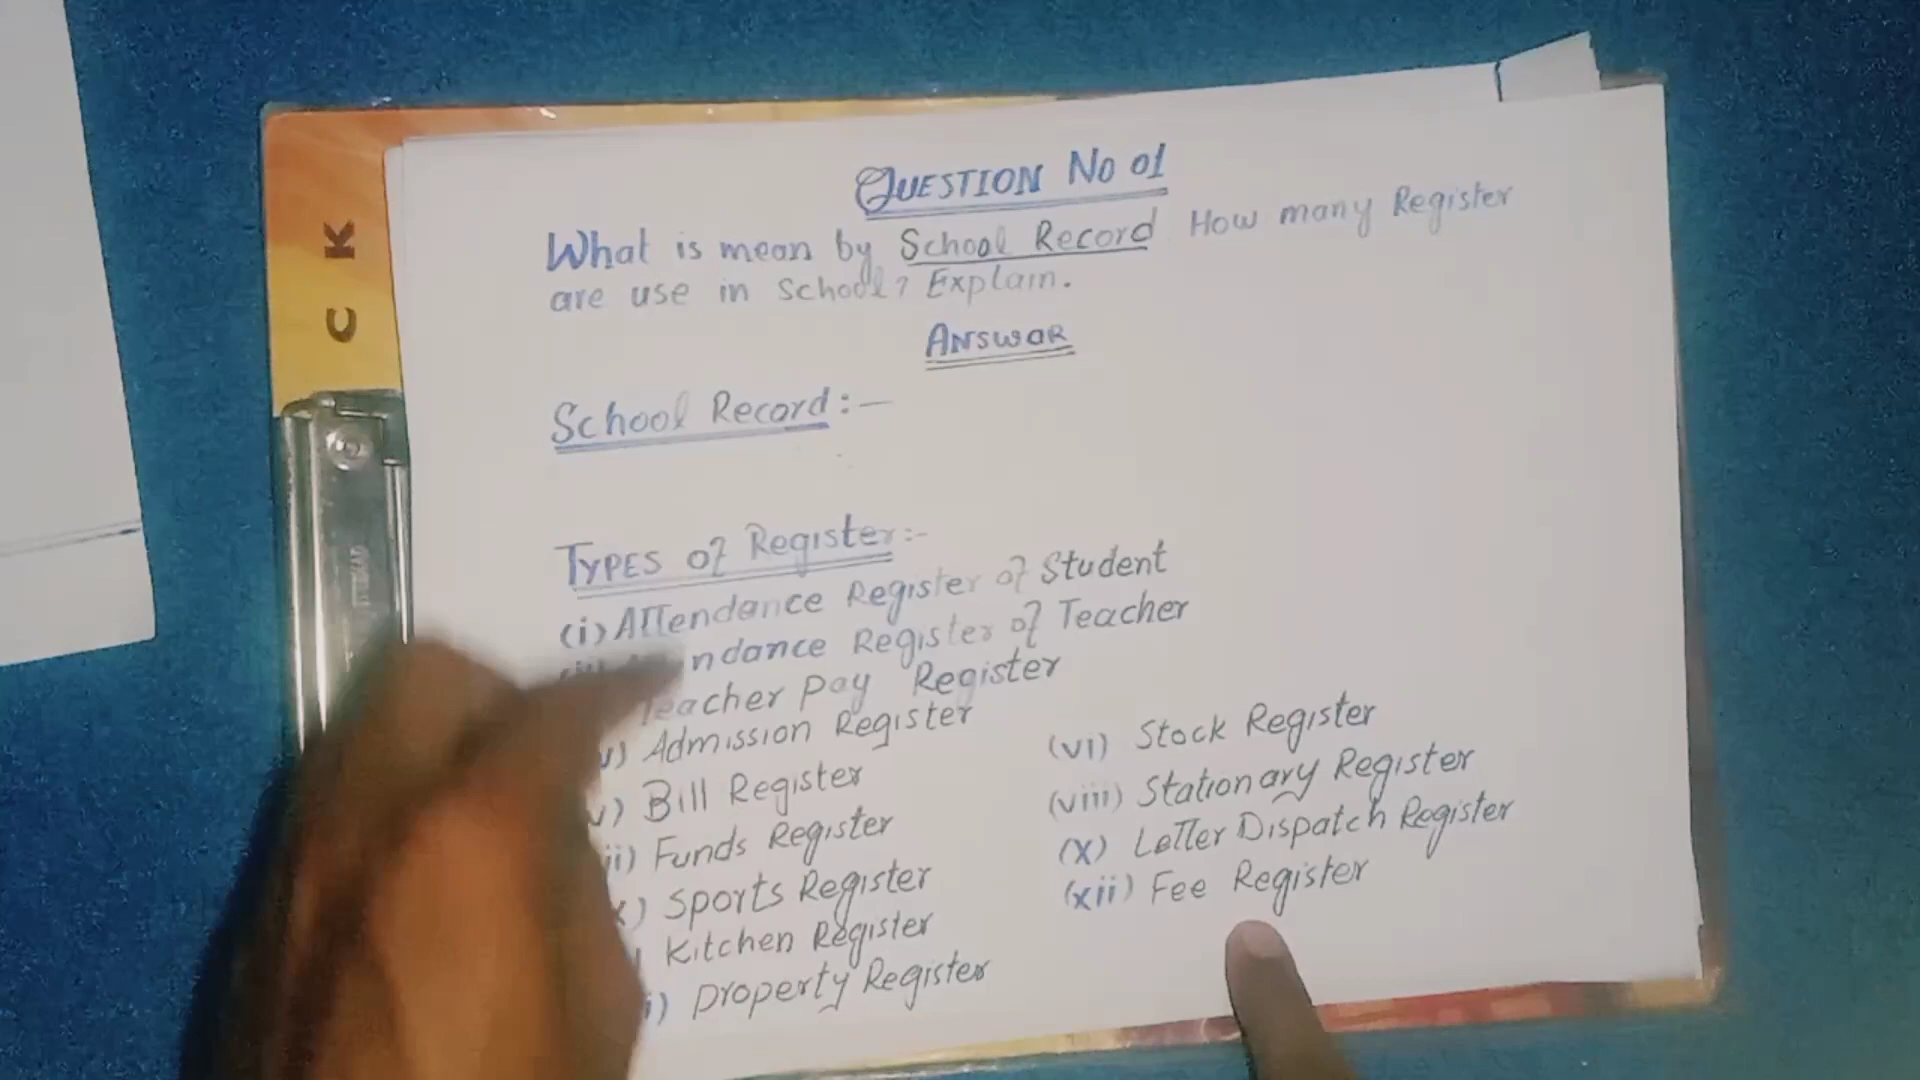 CK
QUESTION No 01
What is mean by School Record How many Register
are use in School? Explain.
ANSWAR
School Record:—
TYPES of Register:-
(i) Attendance Register of Student
ndance Register of Teacher
Teacher Pay Register
v) Admission Register
v) Bill Register
(vi) Stock Register
ii) Funds Register
(viii) Stationary Register
x) Sports Register
(x) Letter Dispatch Register
) Kitchen Register
(xii) Fee Register
i) Property Register